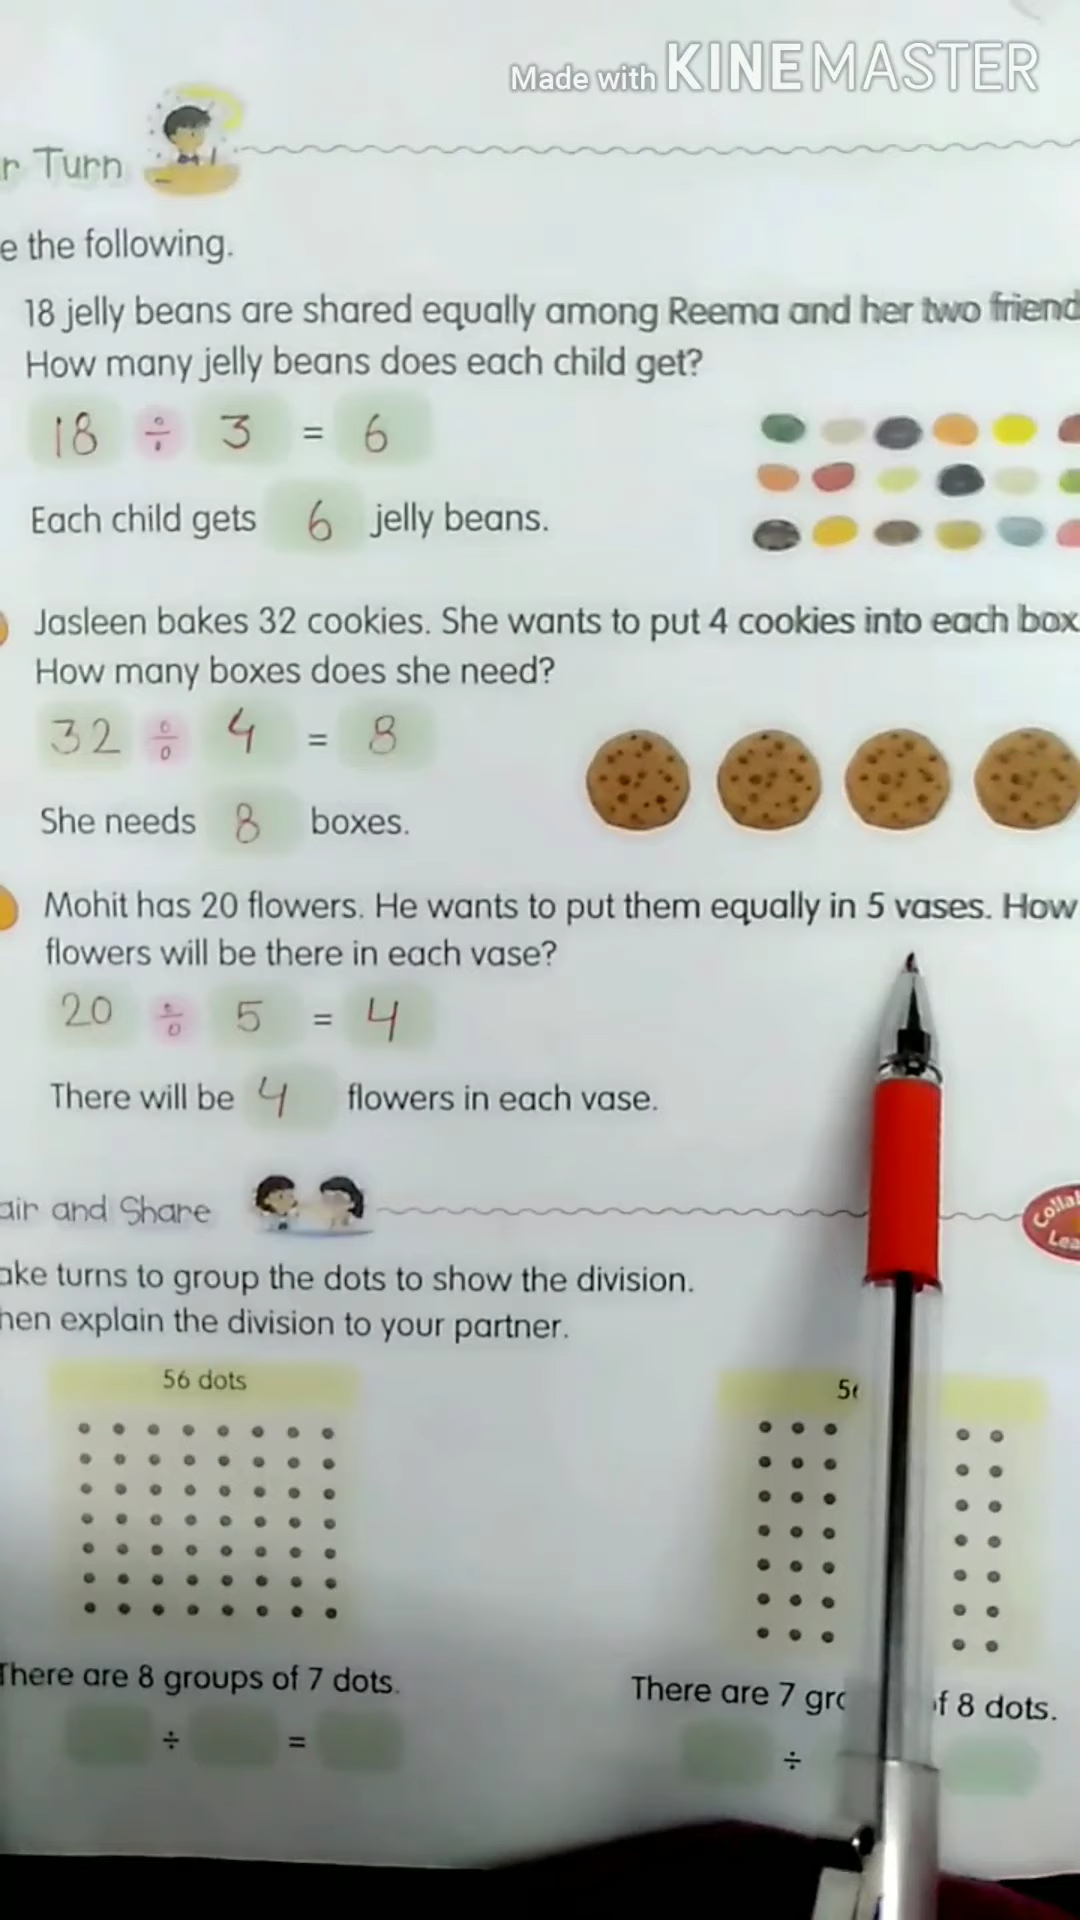 Made with KINEMASTER
r Turn
e the following.
18 jelly beans are shared equally among Reema and her two friend
How many jelly beans does each child get?
18 ÷ 3 = 6
Each child gets 6 jelly beans.
Jasleen bakes 32 cookies. She wants to put 4 cookies into each box
How many boxes does she need?
32 ÷ 4 = 8
She needs 8 boxes.
Mohit has 20 flowers. He wants to put them equally in 5 vases. How
flowers will be there in each vase?
20 ÷ 5 = 4
There will be 4 flowers in each vase.
air and Share
Colla
Lea
ake turns to group the dots to show the division.
hen explain the division to your partner.
56 dots
5
There are 8 groups of 7 dots.
÷ =
There are 7 gro f 8 dots.
÷